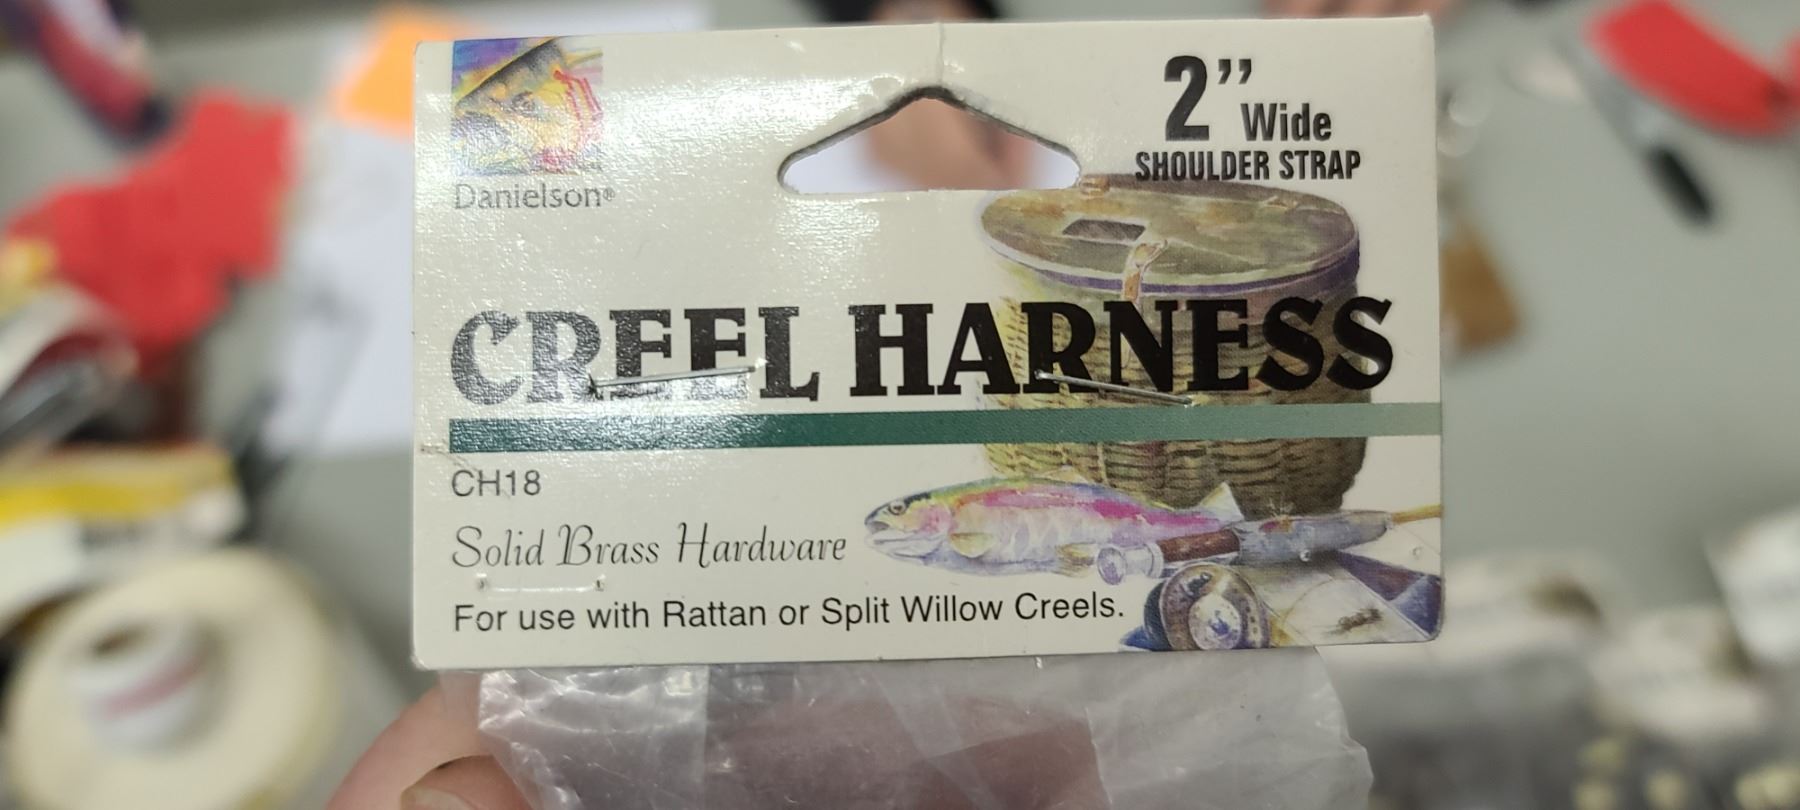 Danielson®
2” Wide
SHOULDER STRAP
CREEL HARNESS
CH18
Solid Brass Hardware
For use with Rattan or Split Willow Creels.